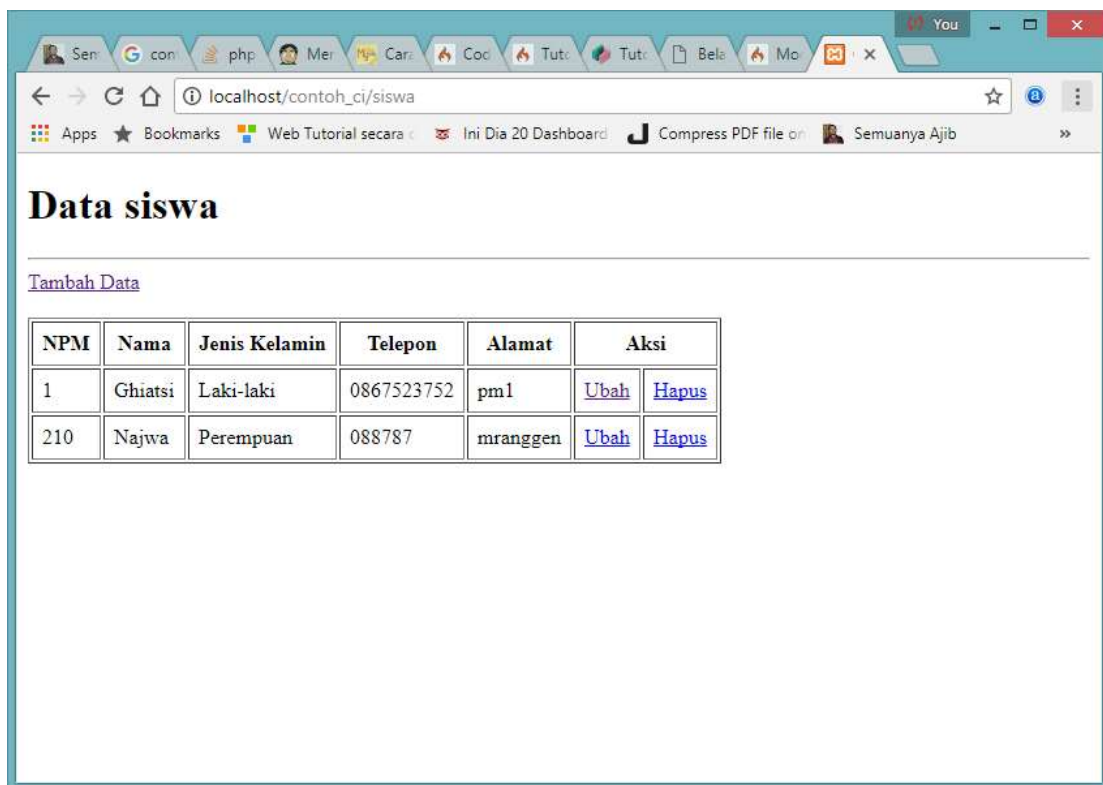 You
Sen con php Mer Cara Cod Tuto Tuto Bela Mo
localhost/contoh_ci/siswa
Apps Bookmarks Web Tutorial secara Ini Dia 20 Dashboard Compress PDF file on Semuanya Ajib »
Data siswa
Tambah Data
NPM Nama Jenis Kelamin Telepon Alamat Aksi
1 Ghiatsi Laki-laki 0867523752 pm1 Ubah Hapus
210 Najwa Perempuan 088787 mranggen Ubah Hapus